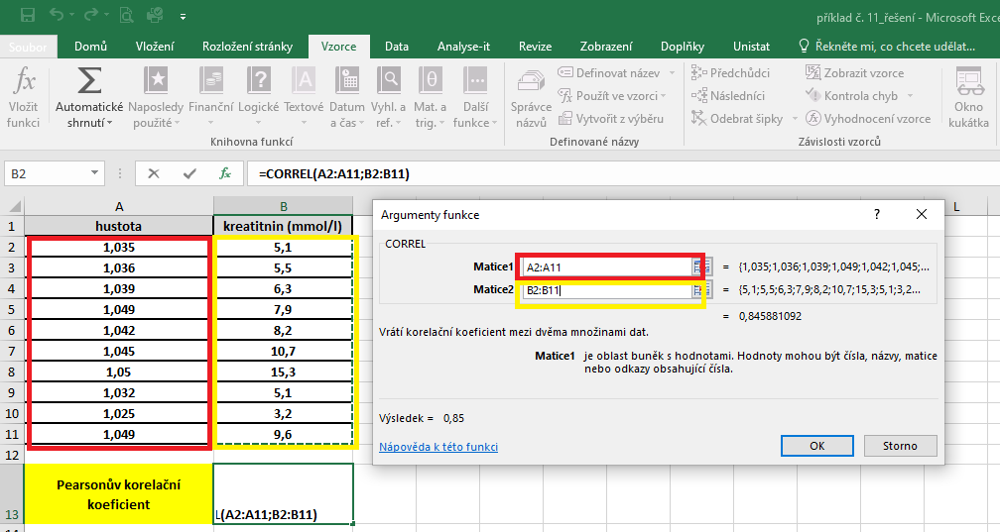 příklad č. 11_řešení - Microsoft Exce
Soubor Domů Vložení Rozložení stránky Vzorce Data Analyse-it Revize Zobrazení Doplňky Unistat Řekněte mi, co chcete udělat...
Vložit funkci
Automatické shrnutí
Naposledy použité
Finanční
Logické
Textové
Datum a čas
Vyhl. a ref.
Mat. a trig.
Další funkce
Knihovna funkcí
Správce názvů
Definovat název
Použít ve vzorci
Vytvořit z výběru
Definované názvy
Předchůdci
Následníci
Odebrat šipky
Zobrazit vzorce
Kontrola chyb
Vyhodnocení vzorce
Závislosti vzorců
Okno kukátka
B2 fx =CORREL(A2:A11;B2:B11)
A B L
1 hustota kreatitnin (mmol/l)
2 1,035 5,1
3 1,036 5,5
4 1,039 6,3
5 1,049 7,9
6 1,042 8,2
7 1,045 10,7
8 1,05 15,3
9 1,032 5,1
10 1,025 3,2
11 1,049 9,6
12
13 Pearsonův korelační koeficient L(A2:A11;B2:B11)
Argumenty funkce ?
CORREL
Matice1 A2:A11 = {1,035;1,036;1,039;1,049;1,042;1,045;...
Matice2 B2:B11 = {5,1;5,5;6,3;7,9;8,2;10,7;15,3;5,1;3,2...
= 0,845881092
Vrátí korelační koeficient mezi dvěma množinami dat.
Matice1 je oblast buněk s hodnotami. Hodnoty mohou být čísla, názvy, matice
nebo odkazy obsahující čísla.
Výsledek = 0,85
Nápověda k této funkci
OK Storno